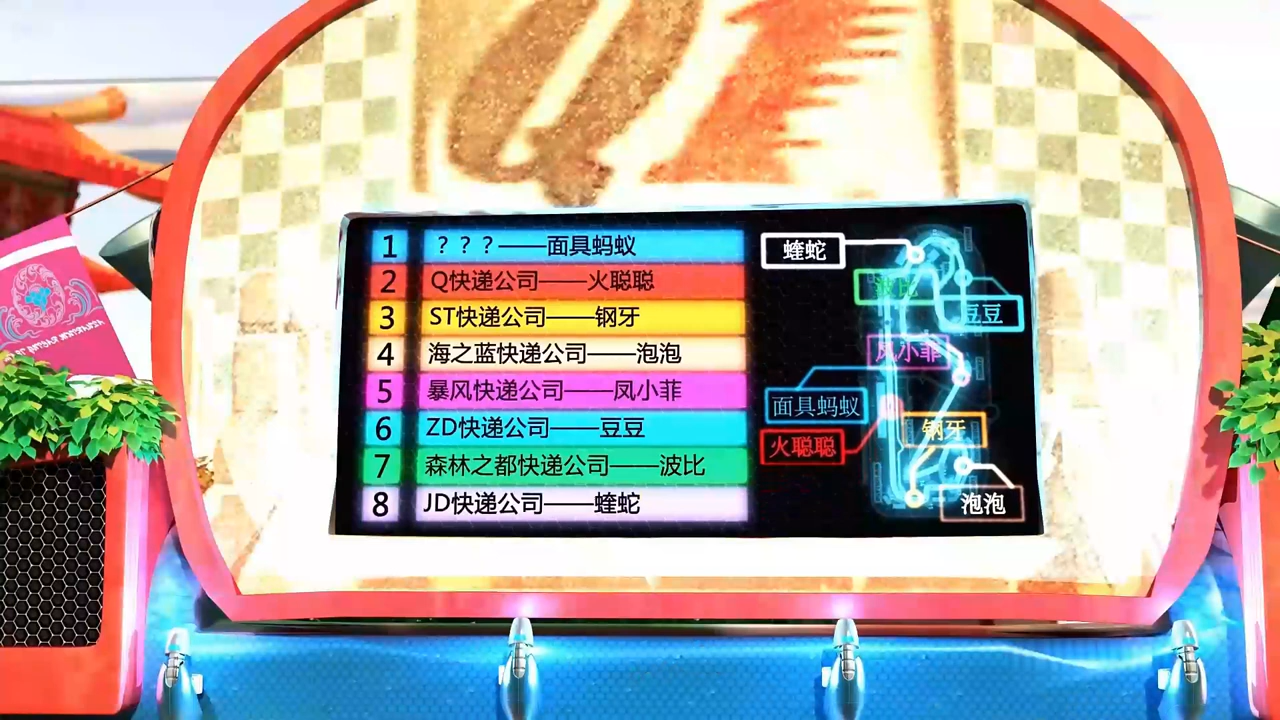 1 ？？？——面具蚂蚁
2 Q快递公司——火聪聪
3 ST快递公司——钢牙
4 海之蓝快递公司——泡泡
5 暴风快递公司——凤小菲
6 ZD快递公司——豆豆
7 森林之都快递公司——波比
8 JD快递公司——蝰蛇
蝰蛇
波比
豆豆
凤小菲
面具蚂蚁
钢牙
火聪聪
泡泡